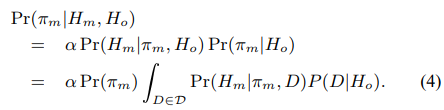 Pr(π_m|H_m, H_o)
= α Pr(H_m|π_m, H_o) Pr(π_m|H_o)
= α Pr(π_m) ∫_{D∈𝒟} Pr(H_m|π_m, D)P(D|H_o). (4)